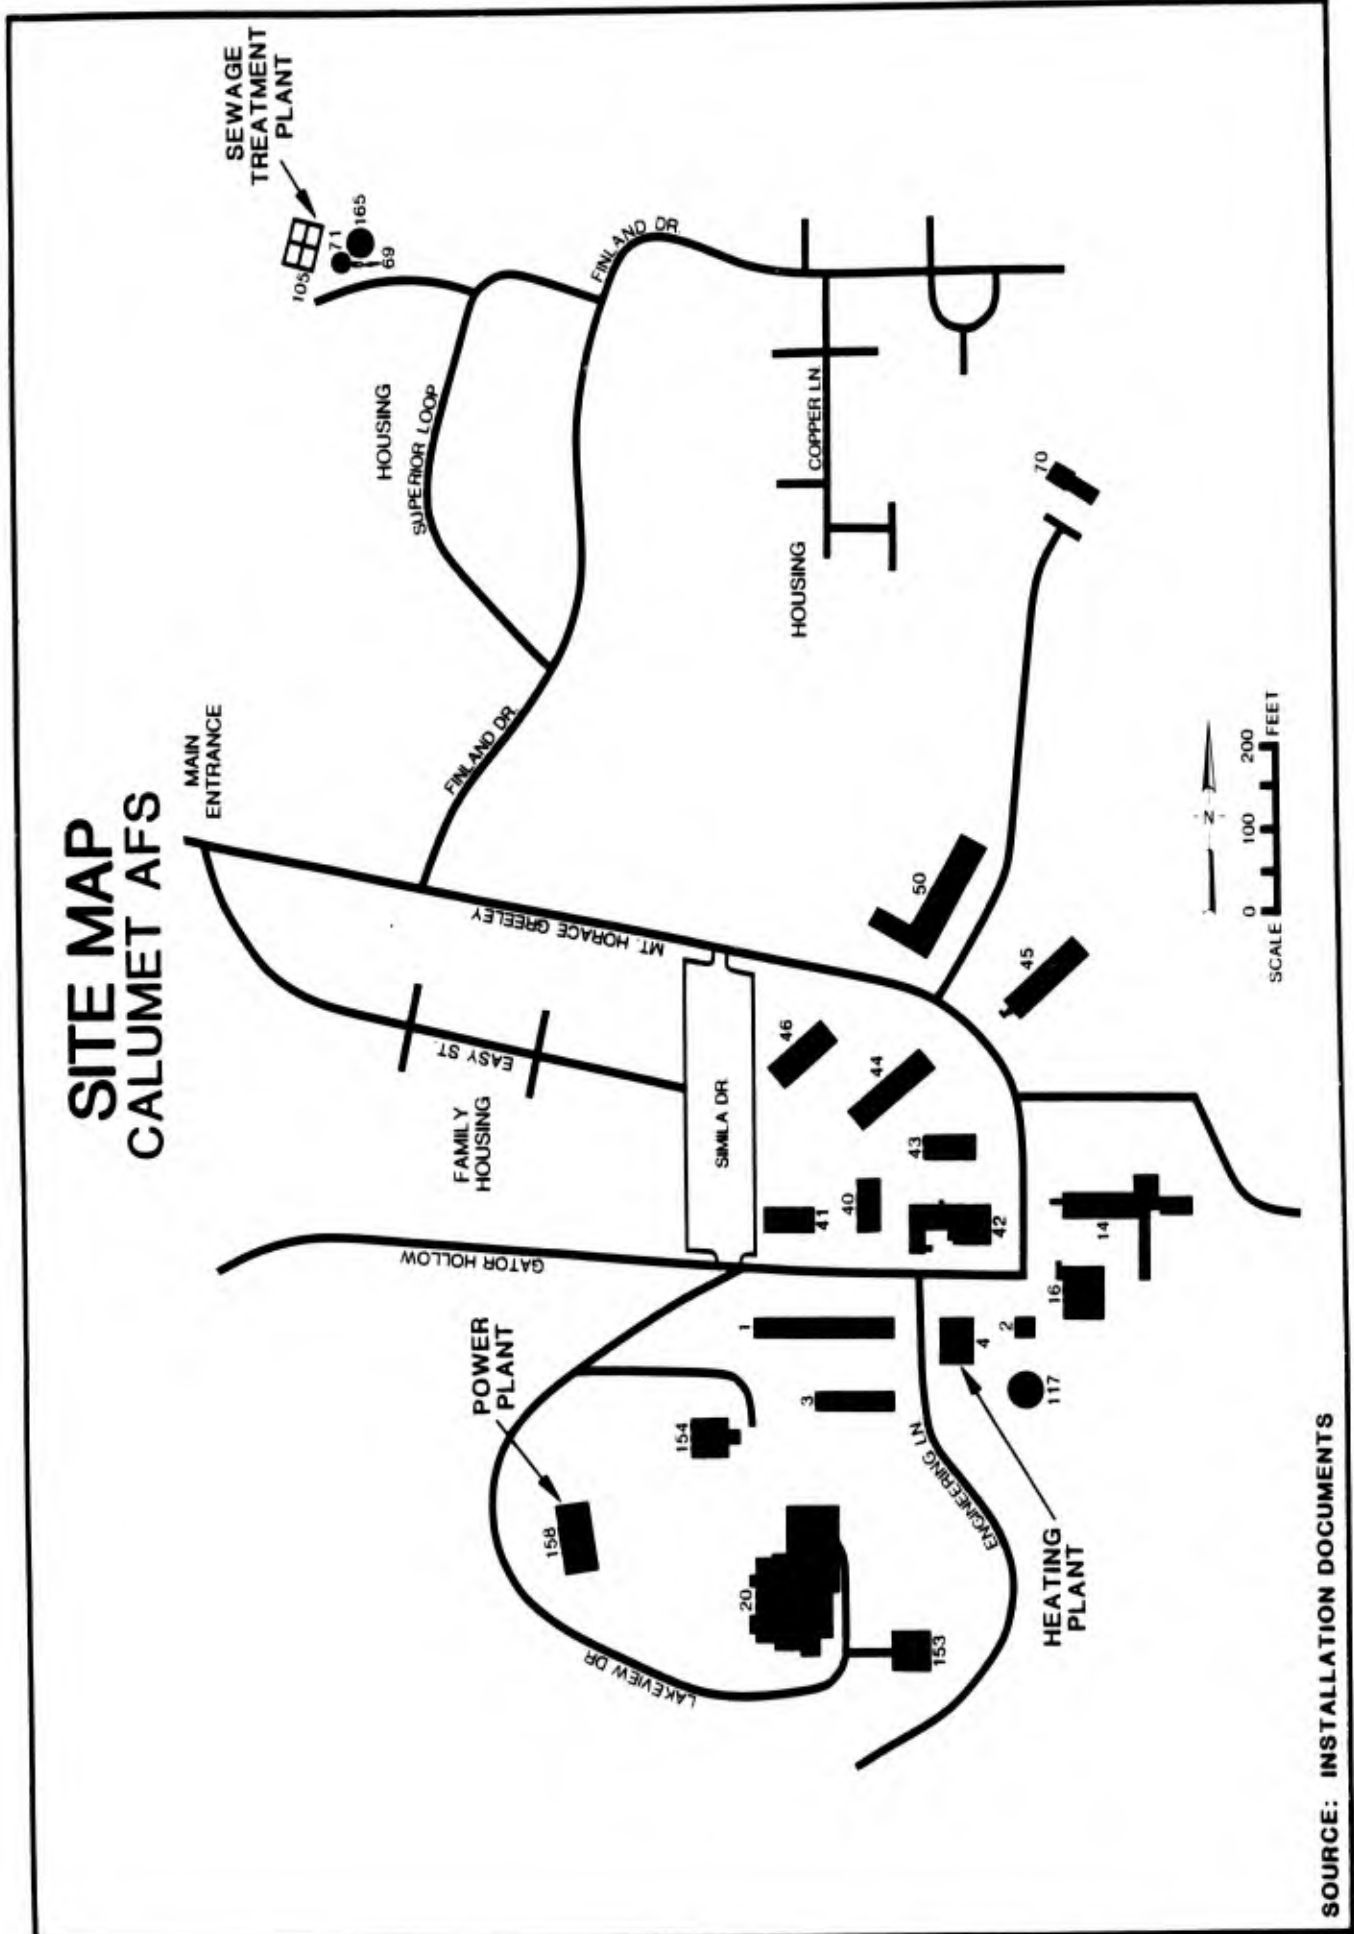 SITE MAP
CALUMET AFS
SEWAGE
TREATMENT
PLANT
105
71
165
69
MAIN
ENTRANCE
HOUSING
SUPERIOR LOOP
FINLAND DR.
FINLAND DR.
MT. HORACE GREELEY
EASY ST.
FAMILY
HOUSING
GATOR HOLLOW
SIMILA DR.
COPPER LN.
HOUSING
70
50
45
46
44
43
40
41
42
14
16
2
4
117
1
3
POWER
PLANT
154
158
20
153
LAKEVIEW DR
ENGINEERING LN.
HEATING
PLANT
N
0 100 200
SCALE FEET
SOURCE: INSTALLATION DOCUMENTS